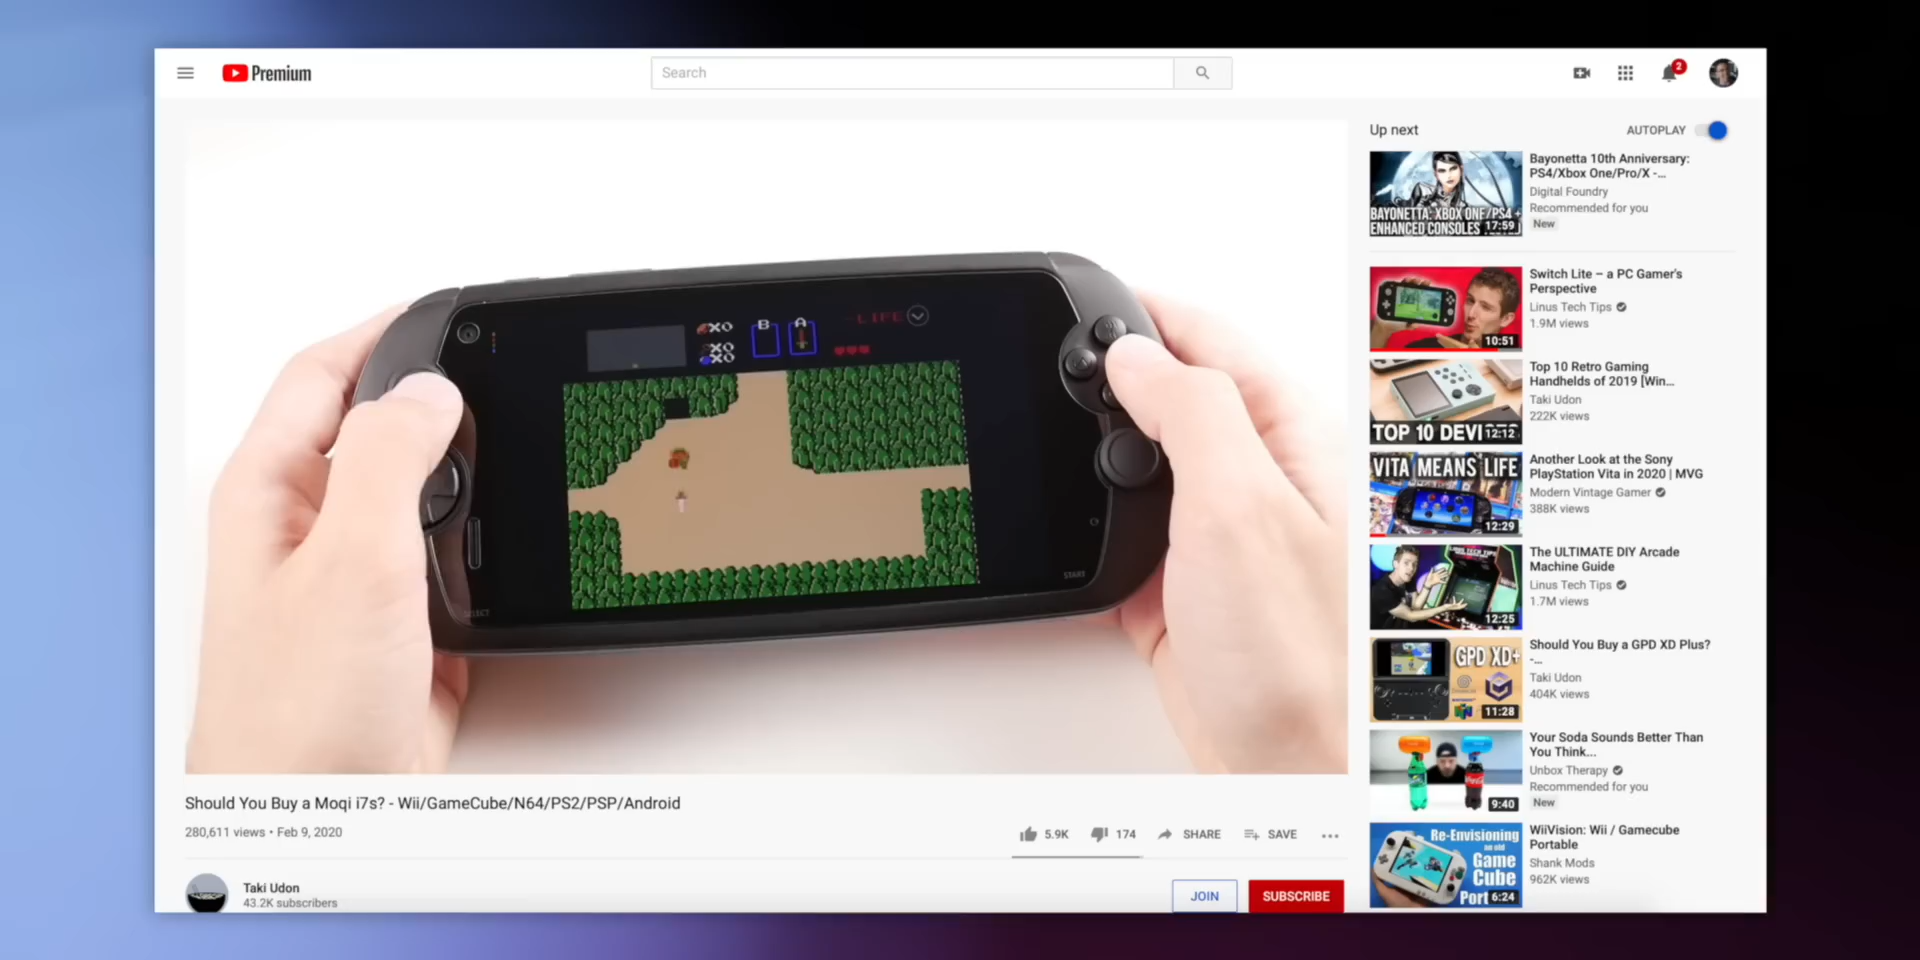 Premium
Search
2
Up next
AUTOPLAY
Bayonetta 10th Anniversary:
PS4/Xbox One/Pro/X -...
Digital Foundry
Recommended for you
New
BAYONETTA: XBOX ONE/PS4 +
ENHANCED CONSOLES
17:59
Switch Lite – a PC Gamer's
Perspective
Linus Tech Tips
1.9M views
10:51
Top 10 Retro Gaming
Handhelds of 2019 [Win...
Taki Udon
222K views
TOP 10 DEVI
12:12
Another Look at the Sony
PlayStation Vita in 2020 | MVG
Modern Vintage Gamer
388K views
VITA MEANS LIFE
12:29
The ULTIMATE DIY Arcade
Machine Guide
Linus Tech Tips
1.7M views
12:25
Should You Buy a GPD XD Plus?
-...
Taki Udon
404K views
GPD XD+
11:28
Your Soda Sounds Better Than
You Think...
Unbox Therapy
Recommended for you
New
9:40
WiiVision: Wii / Gamecube
Portable
Shank Mods
962K views
Re-Envisioning
an old
Game
Cube
Port
6:24
X0
B
A
-LIFE-
X0
X0
SELECT
START
Should You Buy a Moqi i7s? - Wii/GameCube/N64/PS2/PSP/Android
280,611 views • Feb 9, 2020
5.9K
174
SHARE
SAVE
Taki Udon
43.2K subscribers
JOIN
SUBSCRIBE